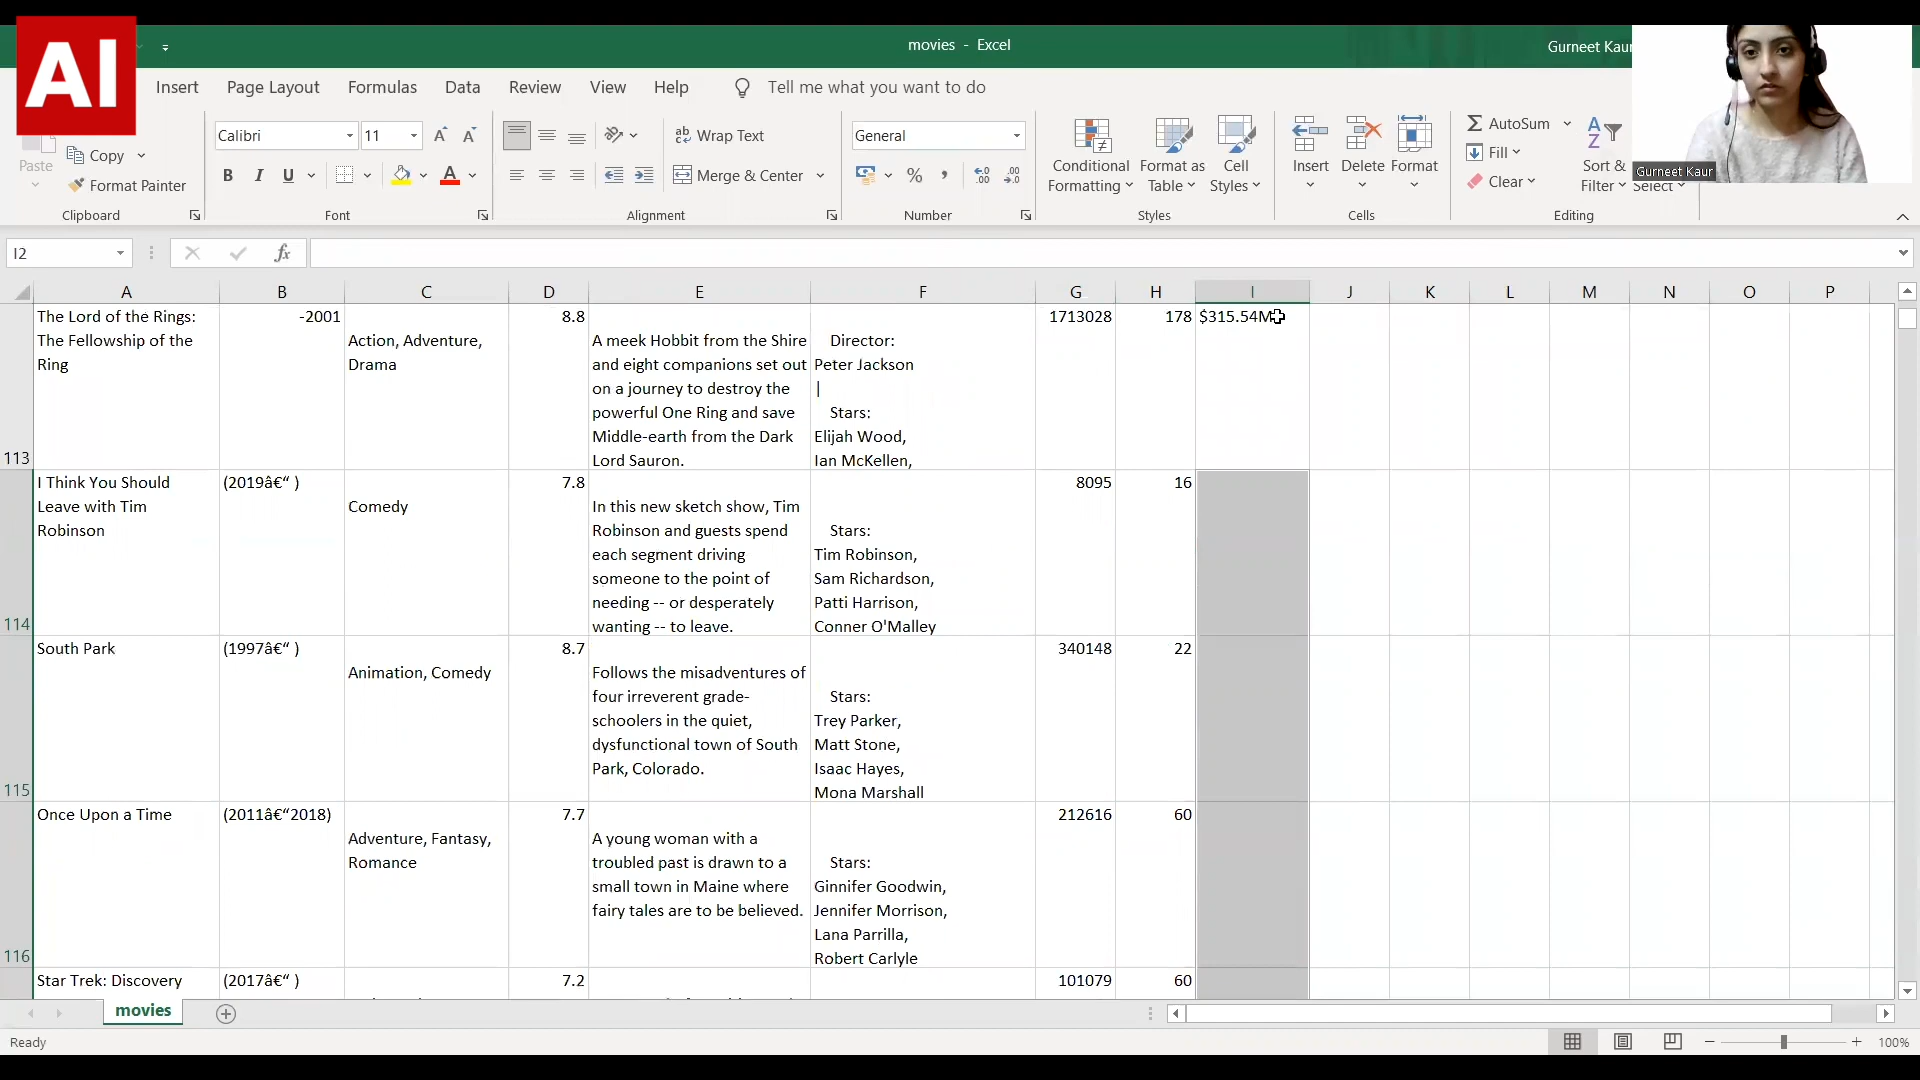 AI
movies - Excel
Gurneet Kaur
Insert Page Layout Formulas Data Review View Help Tell me what you want to do
Paste
Copy
Format Painter
Clipboard
Calibri 11
B I U
Font
Wrap Text
Merge & Center
Alignment
General
%
Number
Conditional Formatting
Format as Table
Cell Styles
Styles
Insert
Delete
Format
Cells
AutoSum
Fill
Clear
Sort & Filter
Select
Editing
Gurneet Kaur
I2
fx
A B C D E F G H I J K L M N O P
The Lord of the Rings:
The Fellowship of the
Ring
-2001
Action, Adventure,
Drama
8.8
A meek Hobbit from the Shire
and eight companions set out
on a journey to destroy the
powerful One Ring and save
Middle-earth from the Dark
Lord Sauron.
Director:
Peter Jackson
|
Stars:
Elijah Wood,
Ian McKellen,
1713028
178
$315.54M
113
I Think You Should
Leave with Tim
Robinson
(2019â€“ )
Comedy
7.8
In this new sketch show, Tim
Robinson and guests spend
each segment driving
someone to the point of
needing -- or desperately
wanting -- to leave.
Stars:
Tim Robinson,
Sam Richardson,
Patti Harrison,
Conner O'Malley
8095
16
114
South Park
(1997â€“ )
Animation, Comedy
8.7
Follows the misadventures of
four irreverent grade-
schoolers in the quiet,
dysfunctional town of South
Park, Colorado.
Stars:
Trey Parker,
Matt Stone,
Isaac Hayes,
Mona Marshall
340148
22
115
Once Upon a Time
(2011â€“2018)
Adventure, Fantasy,
Romance
7.7
A young woman with a
troubled past is drawn to a
small town in Maine where
fairy tales are to be believed.
Stars:
Ginnifer Goodwin,
Jennifer Morrison,
Lana Parrilla,
Robert Carlyle
212616
60
116
Star Trek: Discovery
(2017â€“ )
7.2
101079
60
movies
Ready
100%